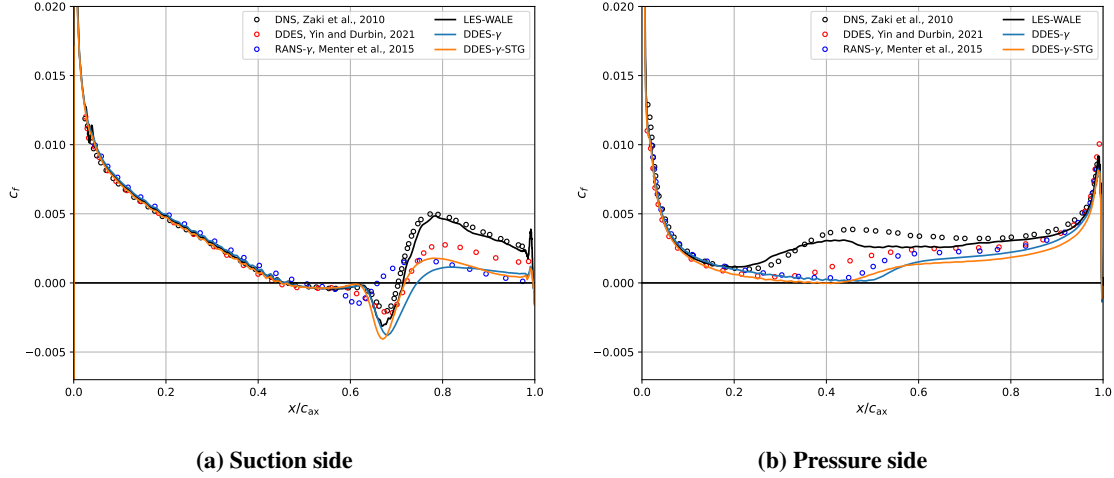 DNS, Zaki et al., 2010
DDES, Yin and Durbin, 2021
RANS-γ, Menter et al., 2015
LES-WALE
DDES-γ
DDES-γ-STG
0.020
0.015
0.010
0.005
0.000
−0.005
c_f
0.0 0.2 0.4 0.6 0.8 1.0
x/c_ax
(a) Suction side
DNS, Zaki et al., 2010
DDES, Yin and Durbin, 2021
RANS-γ, Menter et al., 2015
LES-WALE
DDES-γ
DDES-γ-STG
0.020
0.015
0.010
0.005
0.000
−0.005
c_f
0.0 0.2 0.4 0.6 0.8 1.0
x/c_ax
(b) Pressure side